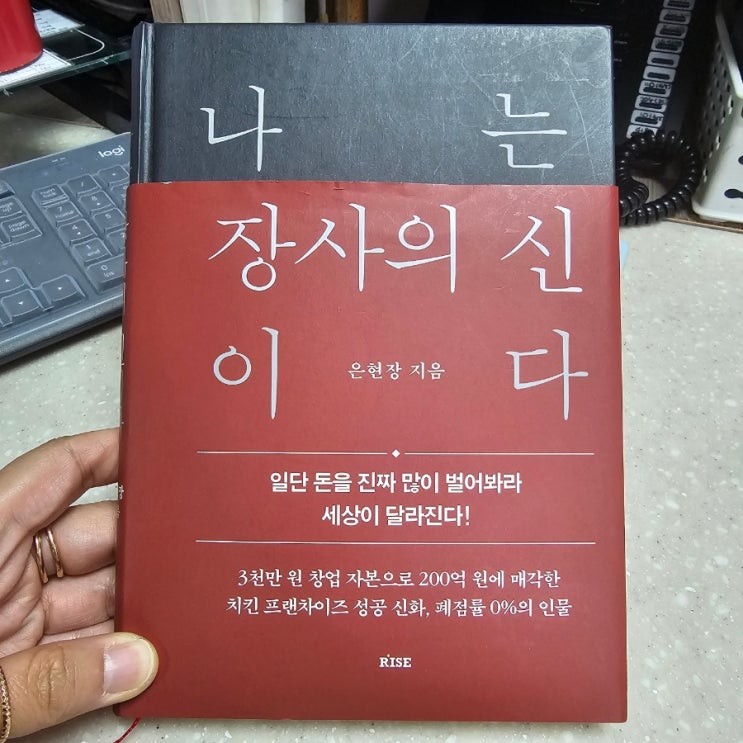 logi
나는
장사의 신
이다
은현장 지음
일단 돈을 진짜 많이 벌어봐라
세상이 달라진다!
3천만 원 창업 자본으로 200억 원에 매각한
치킨 프랜차이즈 성공 신화, 폐점률 0%의 인물
RISE